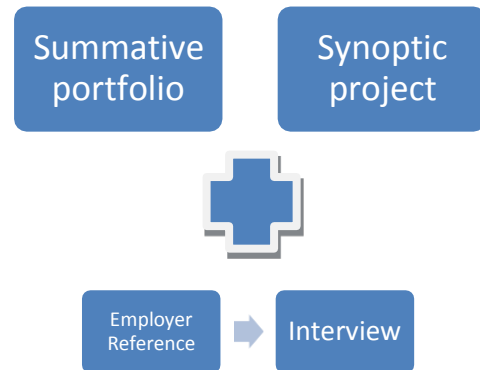 Summative
portfolio
Synoptic
project
Employer
Reference
Interview